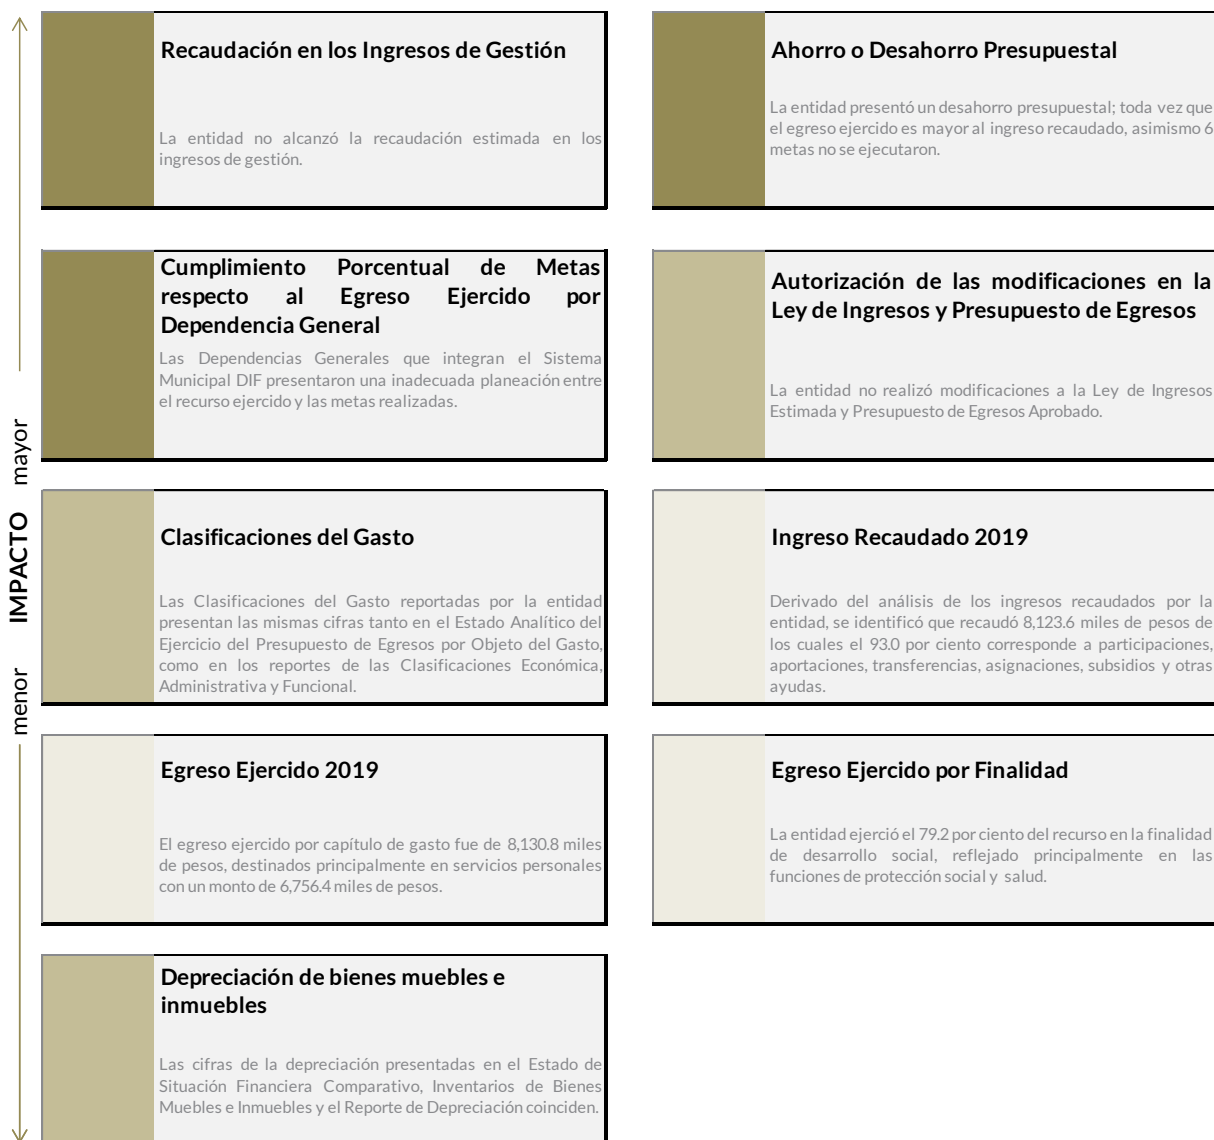 Recaudación en los Ingresos de Gestión
La entidad no alcanzó la recaudación estimada en los
ingresos de gestión.
Ahorro o Desahorro Presupuestal
La entidad presentó un desahorro presupuestal; toda vez que
el egreso ejercido es mayor al ingreso recaudado, asimismo 6
metas no se ejecutaron.
Cumplimiento Porcentual de Metas
respecto al Egreso Ejercido por
Dependencia General
Las Dependencias Generales que integran el Sistema
Municipal DIF presentaron una inadecuada planeación entre
el recurso ejercido y las metas realizadas.
Autorización de las modificaciones en la
Ley de Ingresos y Presupuesto de Egresos
La entidad no realizó modificaciones a la Ley de Ingresos
Estimada y Presupuesto de Egresos Aprobado.
menor IMPACTO mayor
Clasificaciones del Gasto
Las Clasificaciones del Gasto reportadas por la entidad
presentan las mismas cifras tanto en el Estado Analítico del
Ejercicio del Presupuesto de Egresos por Objeto del Gasto,
como en los reportes de las Clasificaciones Económica,
Administrativa y Funcional.
Ingreso Recaudado 2019
Derivado del análisis de los ingresos recaudados por la
entidad, se identificó que recaudó 8,123.6 miles de pesos de
los cuales el 93.0 por ciento corresponde a participaciones,
aportaciones, transferencias, asignaciones, subsidios y otras
ayudas.
Egreso Ejercido 2019
El egreso ejercido por capítulo de gasto fue de 8,130.8 miles
de pesos, destinados principalmente en servicios personales
con un monto de 6,756.4 miles de pesos.
Egreso Ejercido por Finalidad
La entidad ejerció el 79.2 por ciento del recurso en la finalidad
de desarrollo social, reflejado principalmente en las
funciones de protección social y salud.
Depreciación de bienes muebles e
inmuebles
Las cifras de la depreciación presentadas en el Estado de
Situación Financiera Comparativo, Inventarios de Bienes
Muebles e Inmuebles y el Reporte de Depreciación coinciden.